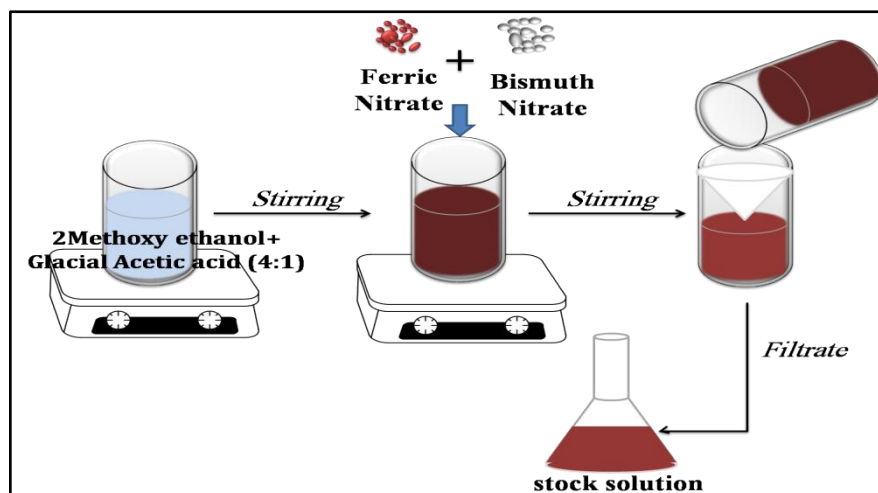 Ferric
Nitrate
+
Bismuth
Nitrate
Stirring
Stirring
2Methoxy ethanol+
Glacial Acetic acid (4:1)
Filtrate
stock solution